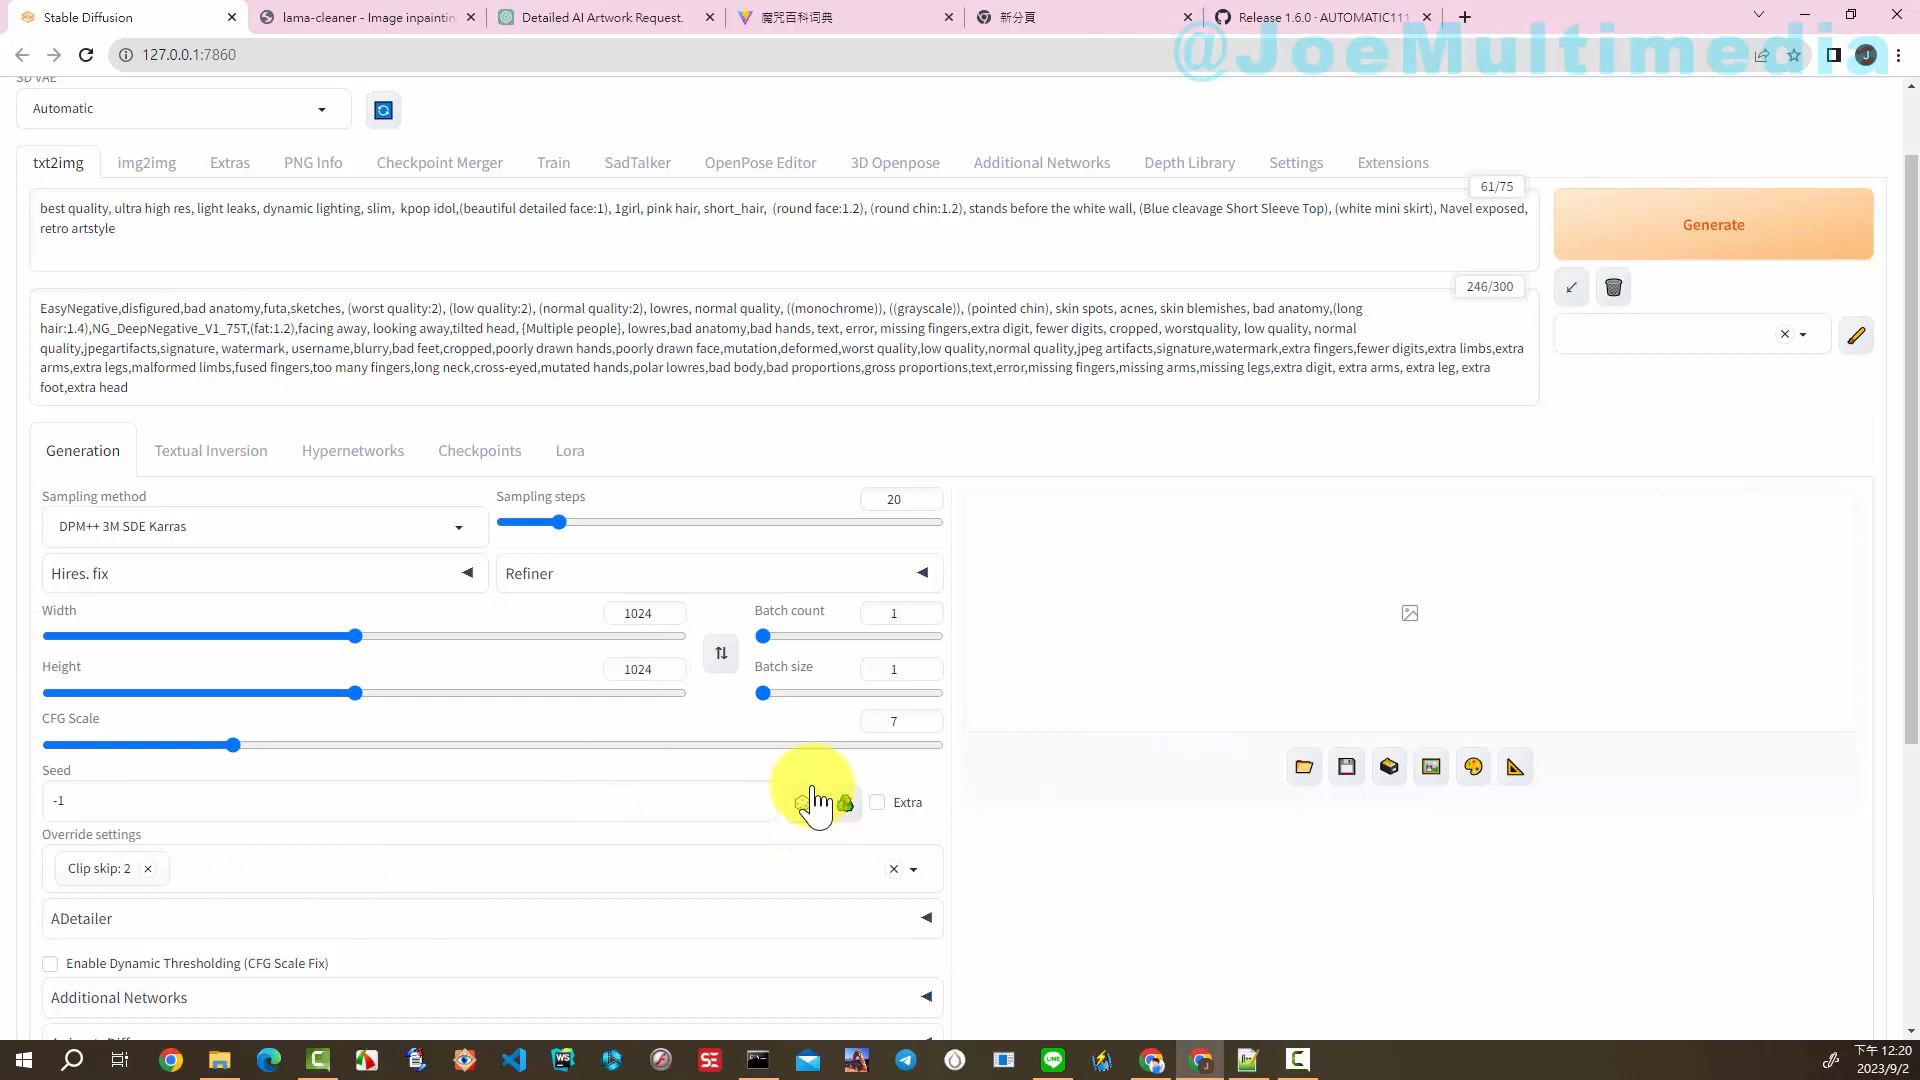 Stable Diffusion
lama-cleaner - Image inpainting
Detailed AI Artwork Request.
魔咒百科词典
新分頁
Release 1.6.0 · AUTOMATIC111
@JoeMultimedia
127.0.0.1:7860
SD VAE
Automatic
txt2img
img2img
Extras
PNG Info
Checkpoint Merger
Train
SadTalker
OpenPose Editor
3D Openpose
Additional Networks
Depth Library
Settings
Extensions
61/75
best quality, ultra high res, light leaks, dynamic lighting, slim, kpop idol,(beautiful detailed face:1), 1girl, pink hair, short_hair, (round face:1.2), (round chin:1.2), stands before the white wall, (Blue cleavage Short Sleeve Top), (white mini skirt), Navel exposed,
retro artstyle
Generate
246/300
EasyNegative,disfigured,bad anatomy,futa,sketches, (worst quality:2), (low quality:2), (normal quality:2), lowres, normal quality, ((monochrome)), ((grayscale)), (pointed chin), skin spots, acnes, skin blemishes, bad anatomy,(long
hair:1.4),NG_DeepNegative_V1_75T,(fat:1.2),facing away, looking away,tilted head, {Multiple people}, lowres,bad anatomy,bad hands, text, error, missing fingers,extra digit, fewer digits, cropped, worstquality, low quality, normal
quality,jpegartifacts,signature, watermark, username,blurry,bad feet,cropped,poorly drawn hands,poorly drawn face,mutation,deformed,worst quality,low quality,normal quality,jpeg artifacts,signature,watermark,extra fingers,fewer digits,extra limbs,extra
arms,extra legs,malformed limbs,fused fingers,too many fingers,long neck,cross-eyed,mutated hands,polar lowres,bad body,bad proportions,gross proportions,text,error,missing fingers,missing arms,missing legs,extra digit, extra arms, extra leg, extra
foot,extra head
Generation
Textual Inversion
Hypernetworks
Checkpoints
Lora
Sampling method
DPM++ 3M SDE Karras
Sampling steps
20
Hires. fix
Refiner
Width
1024
Batch count
1
Height
1024
Batch size
1
CFG Scale
7
Seed
-1
Extra
Override settings
Clip skip: 2
ADetailer
Enable Dynamic Thresholding (CFG Scale Fix)
Additional Networks
下午 12:20
2023/9/2